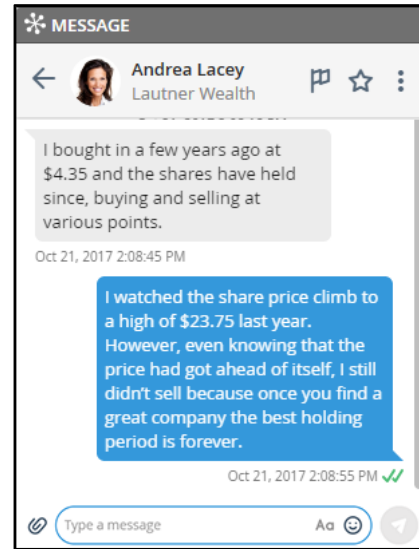 MESSAGE
Andrea Lacey
Lautner Wealth
I bought in a few years ago at
$4.35 and the shares have held
since, buying and selling at
various points.
Oct 21, 2017 2:08:45 PM
I watched the share price climb to
a high of $23.75 last year.
However, even knowing that the
price had got ahead of itself, I still
didn't sell because once you find a
great company the best holding
period is forever.
Oct 21, 2017 2:08:55 PM
Type a message
Aa